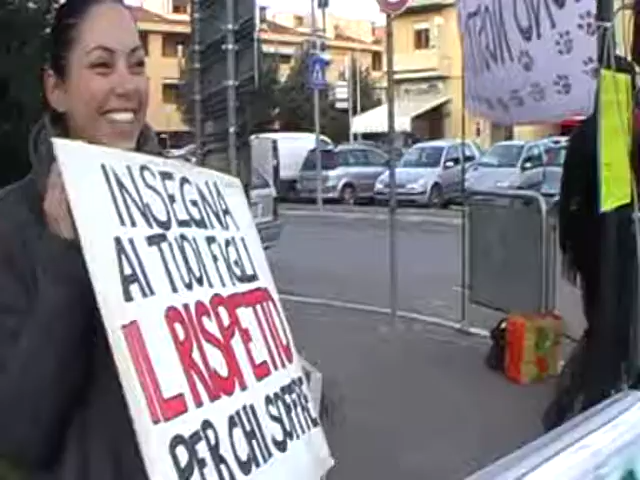 INSEGNA
AI TUOI FIGLI
IL RISPETTO
PER CHI SOFFRE